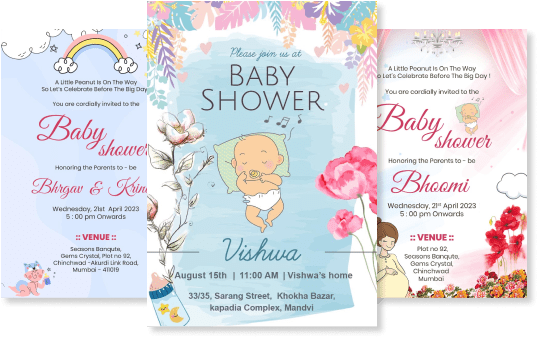 A Little Peanut Is On The Way
So Let's Celebrate Before The Big Day !
You are cordially invited to the
Baby
shower
Honoring the Parents to - be
Bhrgav & Krin
Wednesday, 21st April 2023
5 : 00 pm Onwards
:: VENUE ::
Seasons Banqute,
Gems Crystal, Plot no 92,
Chinchwad -Akurdi Link Road,
Mumbai - 411019
Please join us at
BABY
SHOWER
Vishwa
August 15th | 11:00 AM | Vishwa's home
33/35, Sarang Street, Khokha Bazar,
kapadia Complex, Mandvi
A Little Peanut Is On The Way
So Let's Celebrate Before The Big Day !
You are cordially invited to the
Baby
shower
Honoring the Parents to - be
Bhoomi
Wednesday, 21st April 2023
5 : 00 pm Onwards
:: VENUE ::
Plot no 92,
Seasons Banqute,
Gems Crystal,
Chinchwad
Mumbai